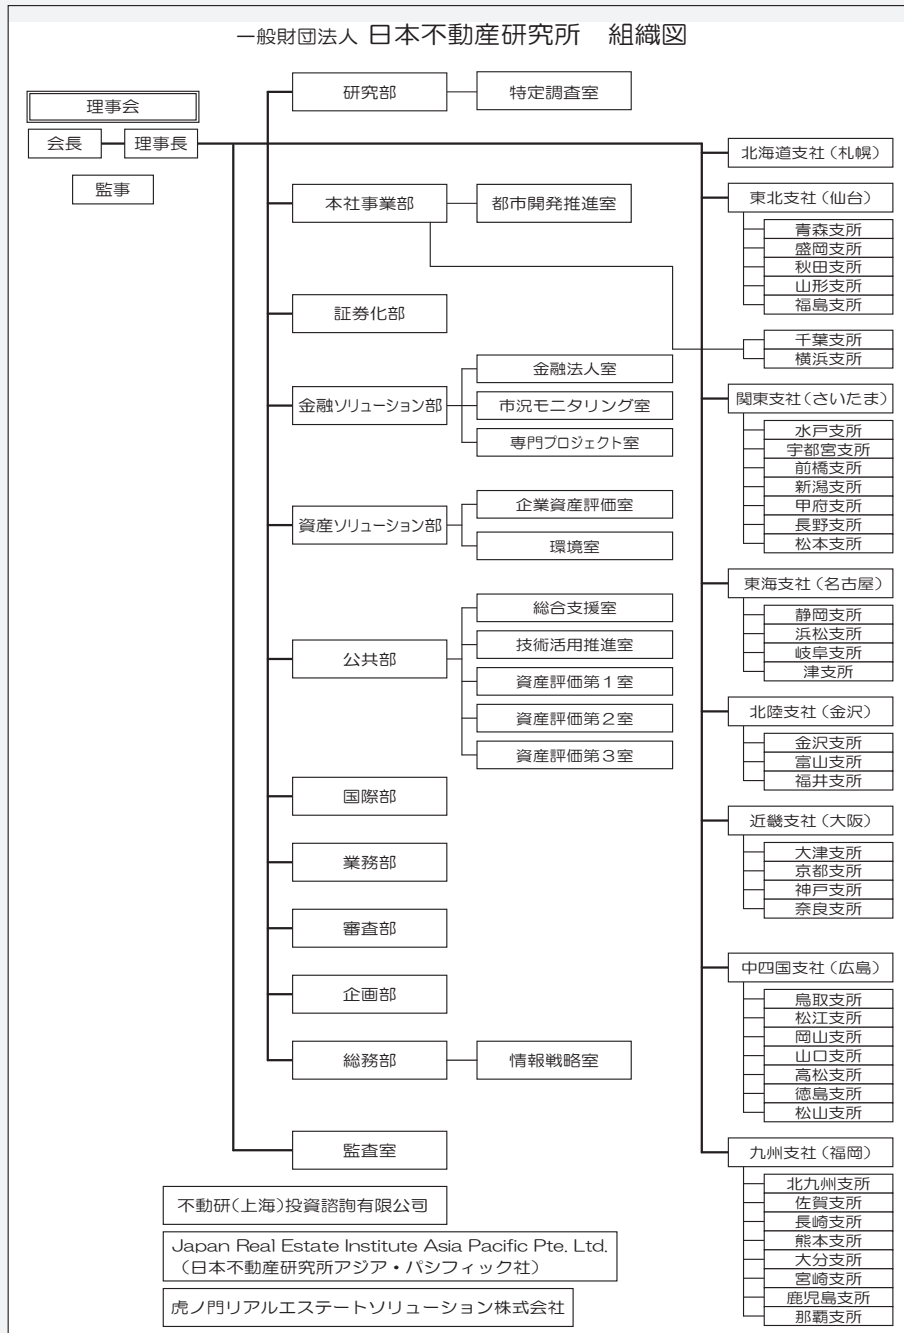 一般財団法人 日本不動産研究所 組織図
理事会
会長
理事長
監事
研究部
特定調査室
本社事業部
都市開発推進室
証券化部
金融ソリューション部
金融法人室
市況モニタリング室
専門プロジェクト室
資産ソリューション部
企業資産評価室
環境室
公共部
総合支援室
技術活用推進室
資産評価第1室
資産評価第2室
資産評価第3室
国際部
業務部
審査部
企画部
総務部
情報戦略室
監査室
不動研(上海)投資諮詢有限公司
Japan Real Estate Institute Asia Pacific Pte. Ltd.
(日本不動産研究所アジア・パシフィック社)
虎ノ門リアルエステートソリューション株式会社
北海道支社(札幌)
東北支社(仙台)
青森支所
盛岡支所
秋田支所
山形支所
福島支所
千葉支所
横浜支所
関東支社(さいたま)
水戸支所
宇都宮支所
前橋支所
新潟支所
甲府支所
長野支所
松本支所
東海支社(名古屋)
静岡支所
浜松支所
岐阜支所
津支所
北陸支社(金沢)
金沢支所
富山支所
福井支所
近畿支社(大阪)
大津支所
京都支所
神戸支所
奈良支所
中四国支社(広島)
鳥取支所
松江支所
岡山支所
山口支所
高松支所
徳島支所
松山支所
九州支社(福岡)
北九州支所
佐賀支所
長崎支所
熊本支所
大分支所
宮崎支所
鹿児島支所
那覇支所